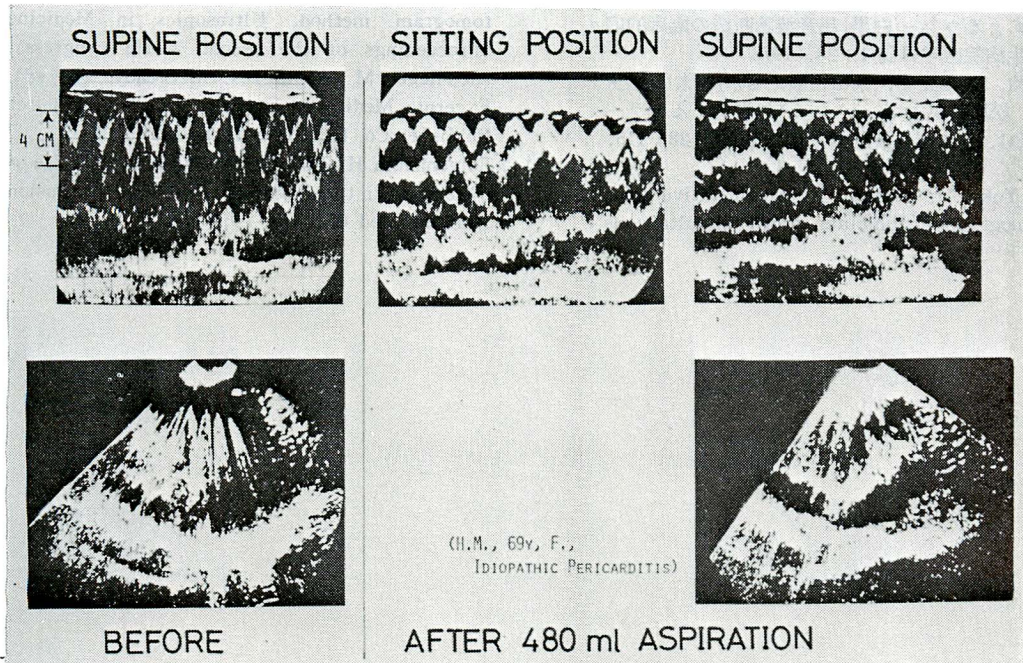 SUPINE POSITION
SITTING POSITION
SUPINE POSITION
4 CM
(H.M., 69Y, F.,
IDIOPATHIC PERICARDITIS)
BEFORE
AFTER 480 ml ASPIRATION